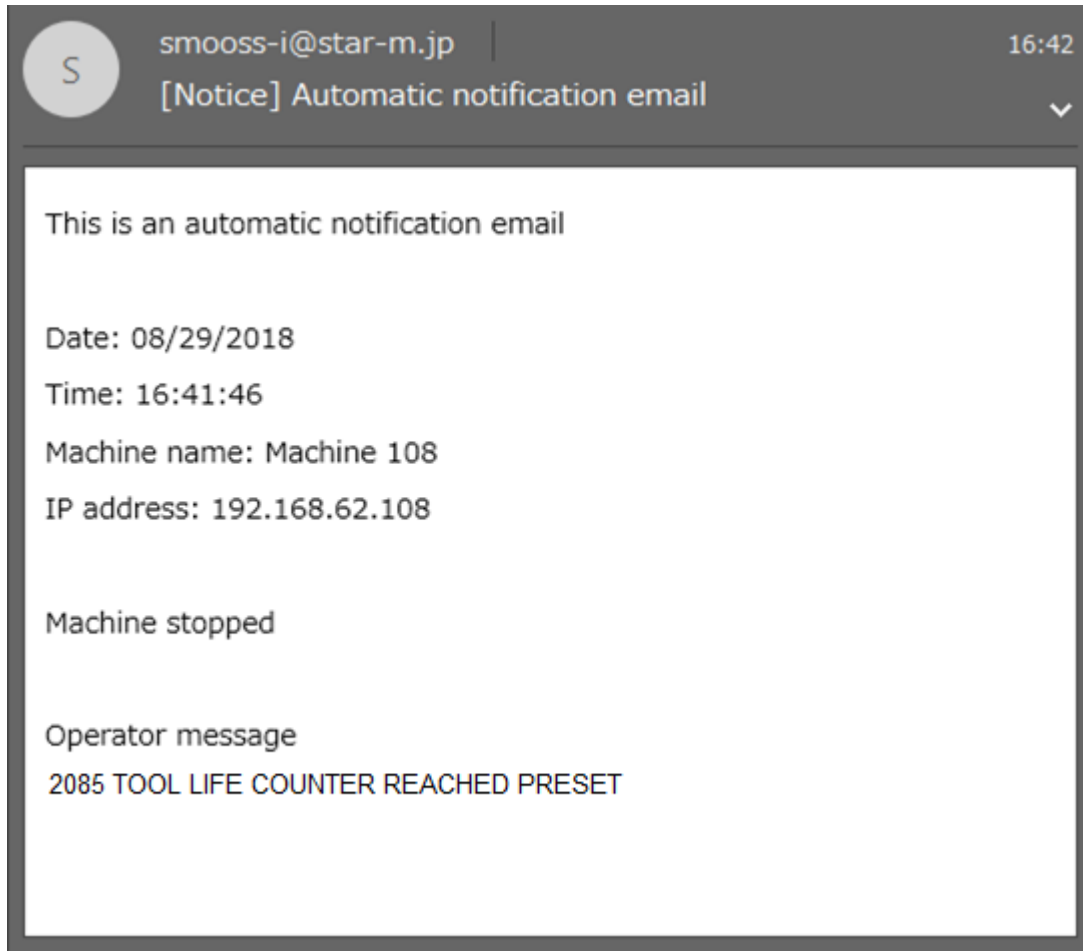 S
smooss-i@star-m.jp
16:42
[Notice] Automatic notification email
This is an automatic notification email
Date: 08/29/2018
Time: 16:41:46
Machine name: Machine 108
IP address: 192.168.62.108
Machine stopped
Operator message
2085 TOOL LIFE COUNTER REACHED PRESET